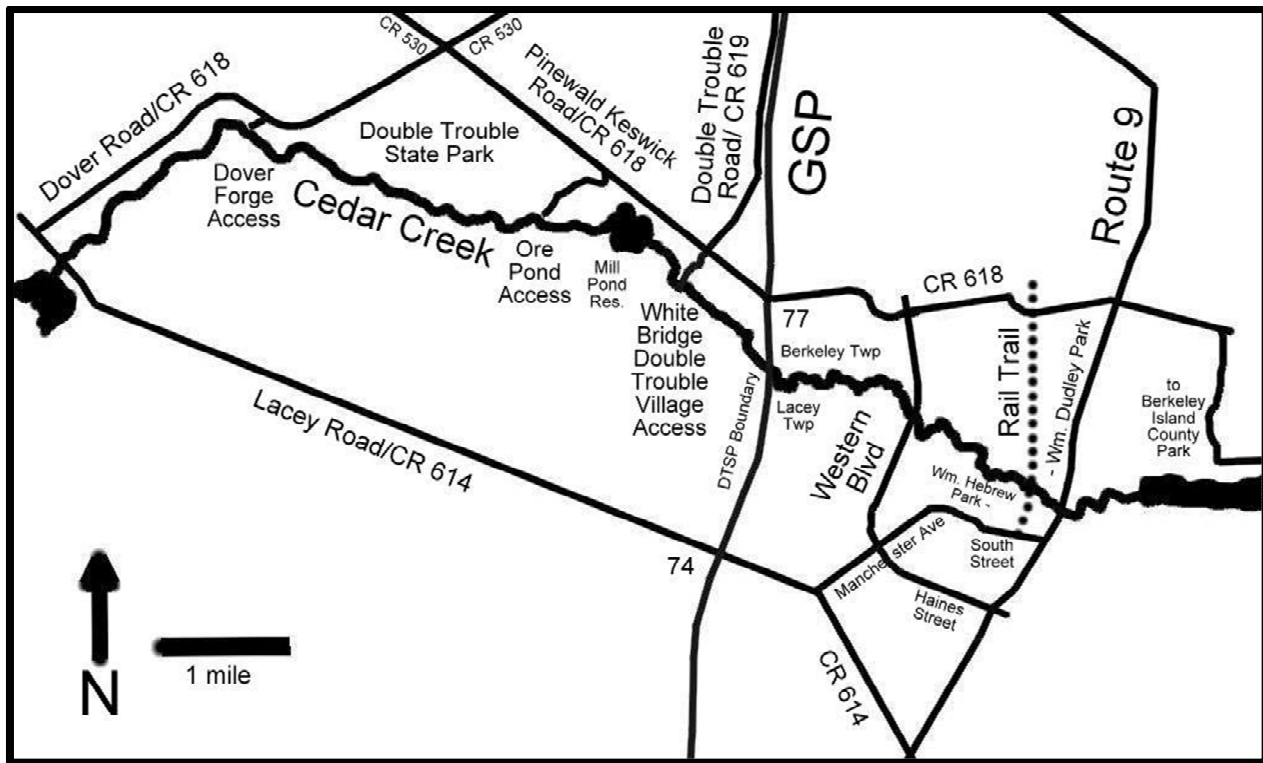 CR 530
CR 530
Dover Road/CR 618
Pinewald Keswick
Road/CR 618
Double Trouble
Road/ CR 619
GSP
Route 9
Double Trouble
State Park
Dover
Forge
Access
Cedar Creek
Ore
Pond
Access
Mill
Pond
Res.
White
Bridge
Double
Trouble
Village
Access
CR 618
77
Berkeley Twp
Lacey
Twp
Rail Trail
- Wm. Dudley Park
to
Berkeley
Island
County
Park
Lacey Road/CR 614
DTSP Boundary
Western
Blvd
Wm. Hebrew
Park -
Manchester Ave
South
Street
Haines
Street
74
CR 614
N
1 mile